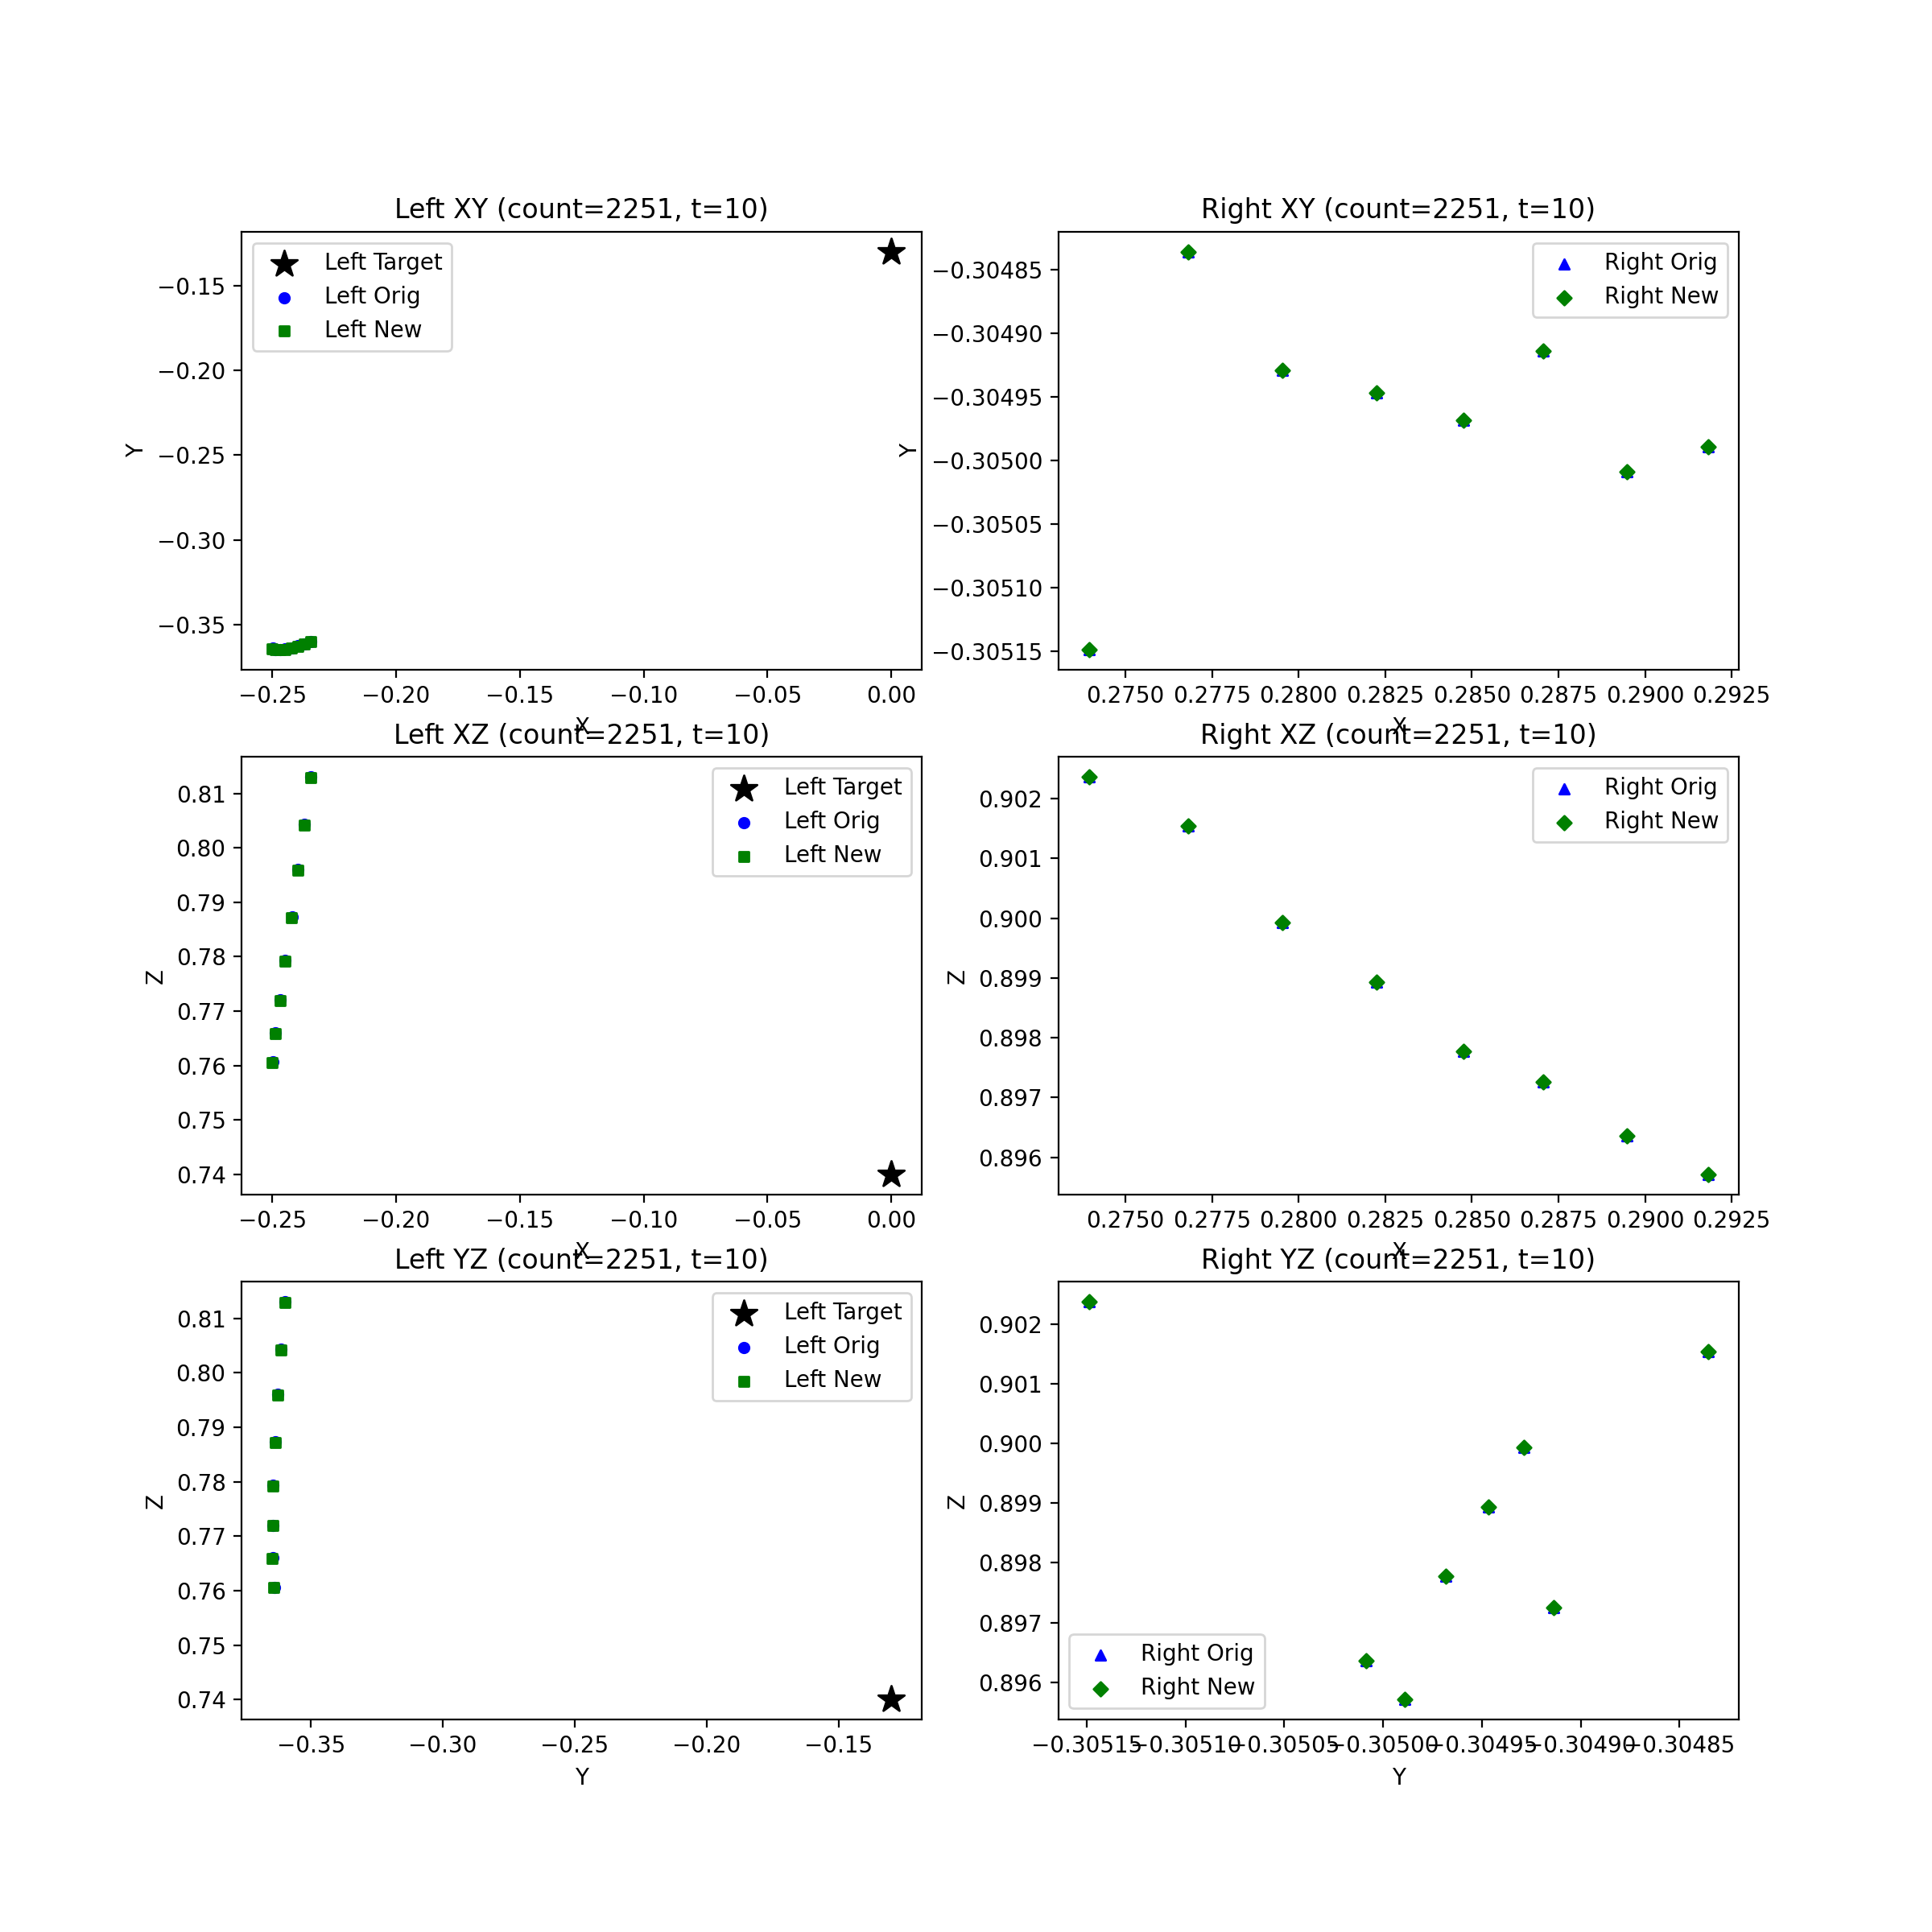 Left XY (count=2251, t=10)
Left Target
Left Orig
Left New
−0.15
−0.20
−0.25
−0.30
−0.35
Y
−0.25
−0.20
−0.15
−0.10
−0.05
0.00
X
Right XY (count=2251, t=10)
Right Orig
Right New
−0.30485
−0.30490
−0.30495
−0.30500
−0.30505
−0.30510
−0.30515
Y
0.2750
0.2775
0.2800
0.2825
0.2850
0.2875
0.2900
0.2925
X
Left XZ (count=2251, t=10)
Left Target
Left Orig
Left New
0.81
0.80
0.79
0.78
0.77
0.76
0.75
0.74
Z
−0.25
−0.20
−0.15
−0.10
−0.05
0.00
X
Right XZ (count=2251, t=10)
Right Orig
Right New
0.902
0.901
0.900
0.899
0.898
0.897
0.896
Z
0.2750
0.2775
0.2800
0.2825
0.2850
0.2875
0.2900
0.2925
X
Left YZ (count=2251, t=10)
Left Target
Left Orig
Left New
0.81
0.80
0.79
0.78
0.77
0.76
0.75
0.74
Z
−0.35
−0.30
−0.25
−0.20
−0.15
Y
Right YZ (count=2251, t=10)
0.902
0.901
0.900
0.899
0.898
0.897
0.896
Z
Right Orig
Right New
−0.30515
−0.30510
−0.30505
−0.30500
−0.30495
−0.30490
−0.30485
Y